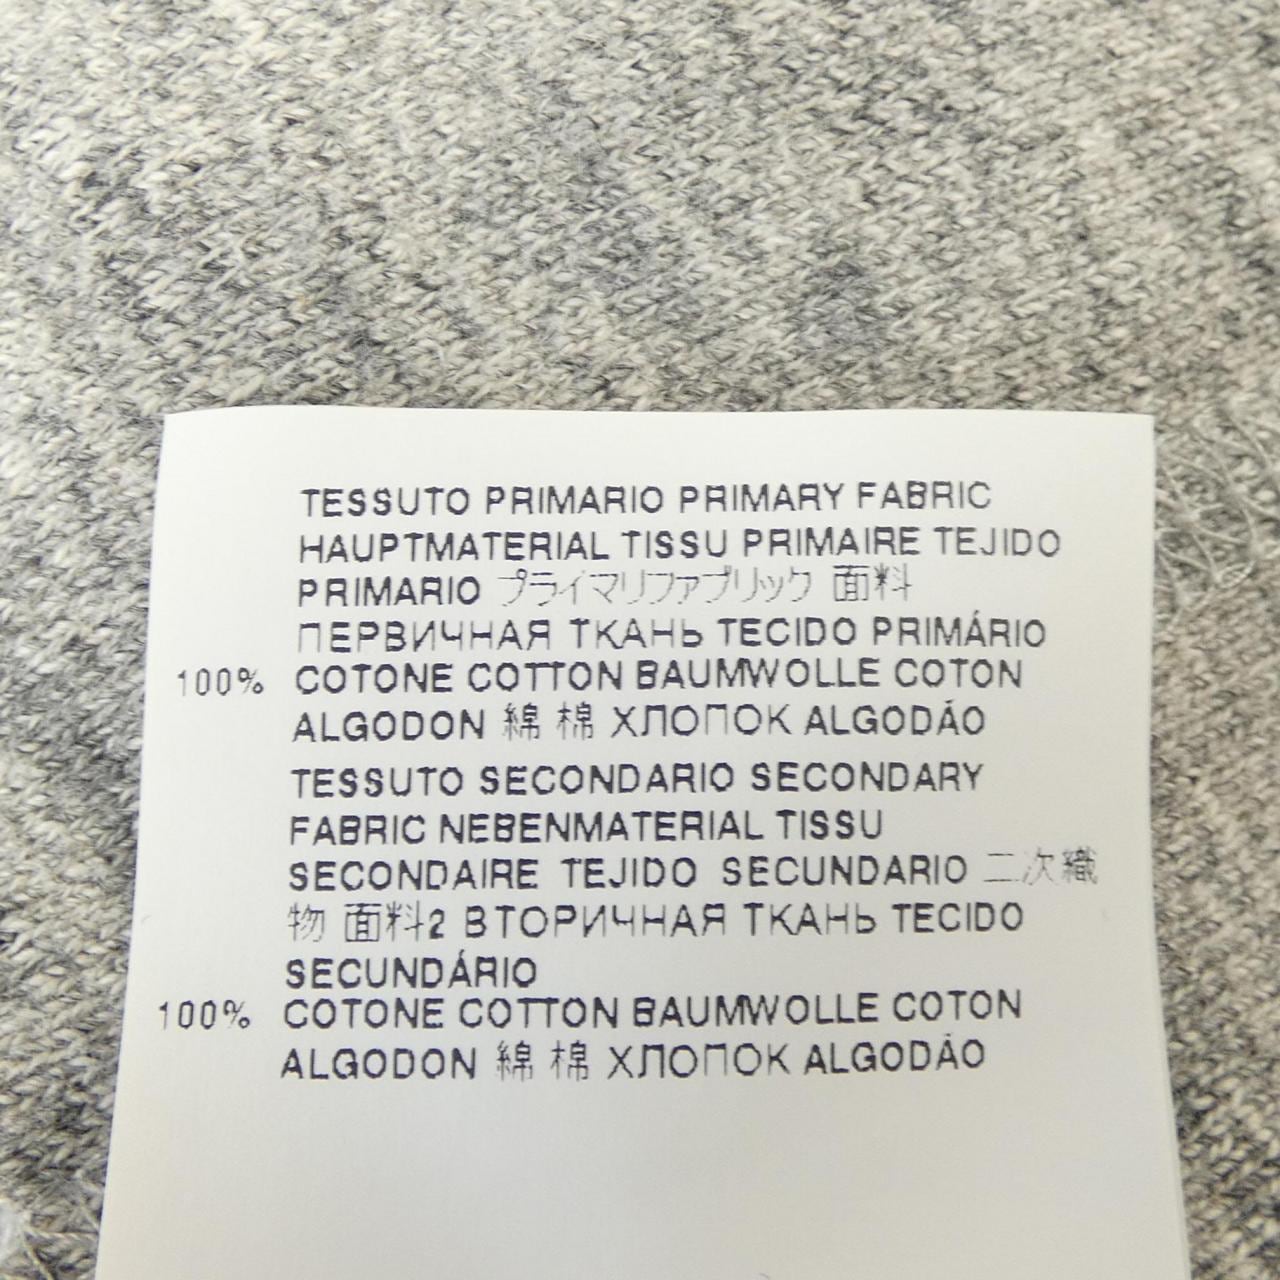 TESSUTO PRIMARIO PRIMARY FABRIC
HAUPTMATERIAL TISSU PRIMAIRE TEJIDO
PRIMARIO プライマリファブリック 面料
ПЕРВИЧНАЯ ТКАНЬ TECIDO PRIMÁRIO
100% COTONE COTTON BAUMWOLLE COTON
ALGODON 綿 棉 ХЛОПОК ALGODÃO
TESSUTO SECONDARIO SECONDARY
FABRIC NEBENMATERIAL TISSU
SECONDAIRE TEJIDO SECUNDARIO 二次織
物 面料2 ВТОРИЧНАЯ ТКАНЬ TECIDO
SECUNDÁRIO
100% COTONE COTTON BAUMWOLLE COTON
ALGODON 綿 棉 ХЛОПОК ALGODÃO